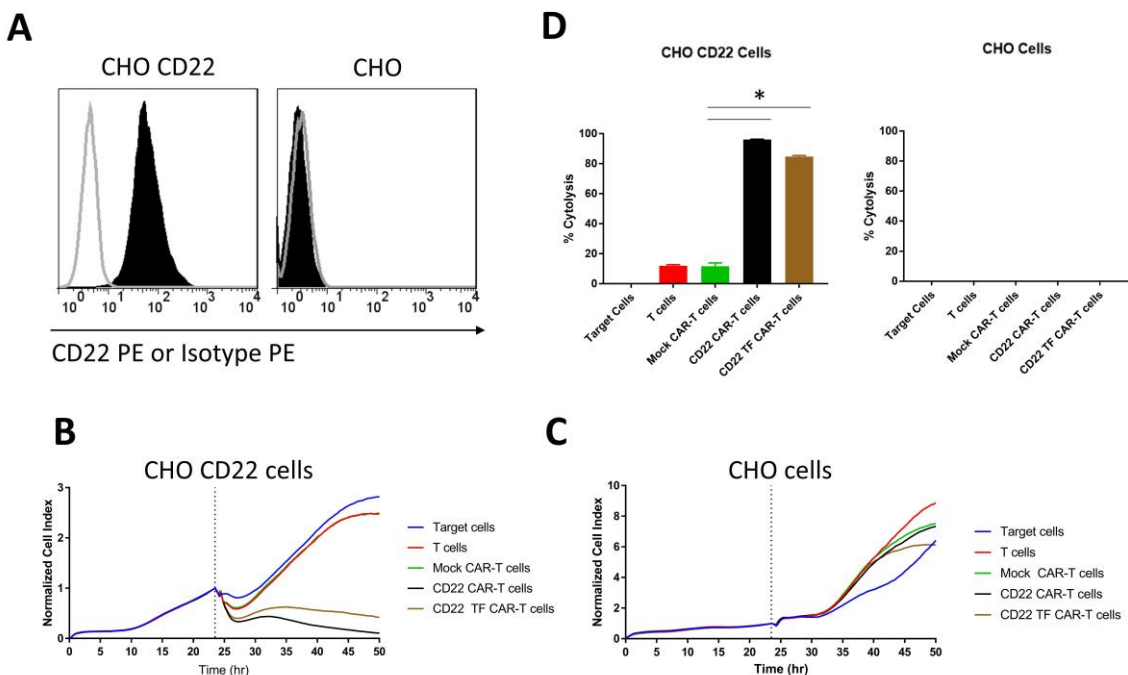 A
CHO CD22
CHO
10^0 10^1 10^2 10^3 10^4
10^0 10^1 10^2 10^3 10^4
CD22 PE or Isotype PE
D
CHO CD22 Cells
CHO Cells
*
% Cytolysis
100
80
60
40
20
0
Target Cells
T cells
Mock CAR-T cells
CD22 CAR-T cells
CD22 TF CAR-T cells
% Cytolysis
100
80
60
40
20
0
Target Cells
T cells
Mock CAR-T cells
CD22 CAR-T cells
CD22 TF CAR-T cells
B
CHO CD22 cells
Normalized Cell Index
3
2
1
0
0 5 10 15 20 25 30 35 40 45 50
Time (hr)
Target cells
T cells
Mock CAR-T cells
CD22 CAR-T cells
CD22 TF CAR-T cells
C
CHO cells
Normalized Cell Index
10
8
6
4
2
0
0 5 10 15 20 25 30 35 40 45 50
Time (hr)
Target cells
T cells
Mock CAR-T cells
CD22 CAR-T cells
CD22 TF CAR-T cells